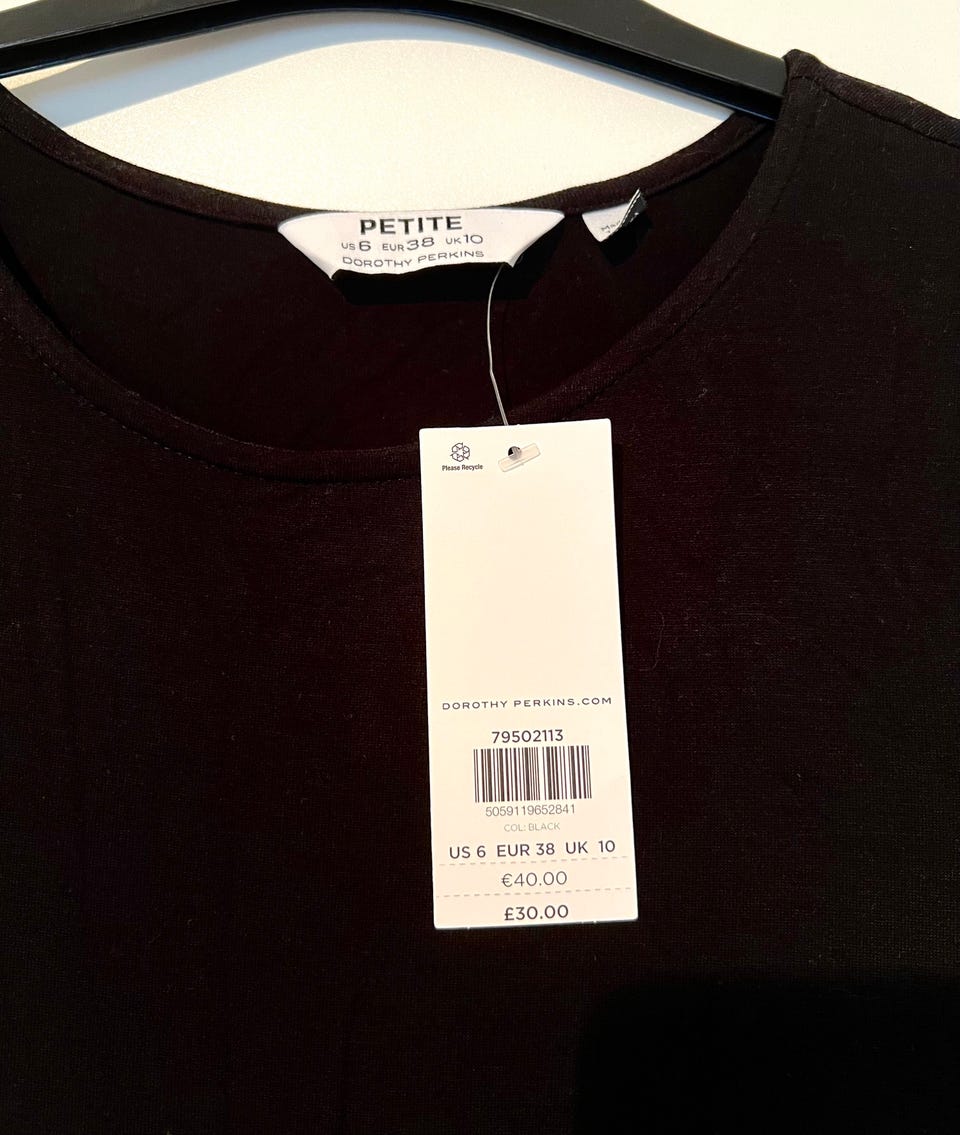 PETITE
US 6 EUR 38 UK 10
DOROTHY PERKINS
Please Recycle
DOROTHY PERKINS.COM
79502113
5059119652841
COL: BLACK
US 6 EUR 38 UK 10
€40.00
£30.00